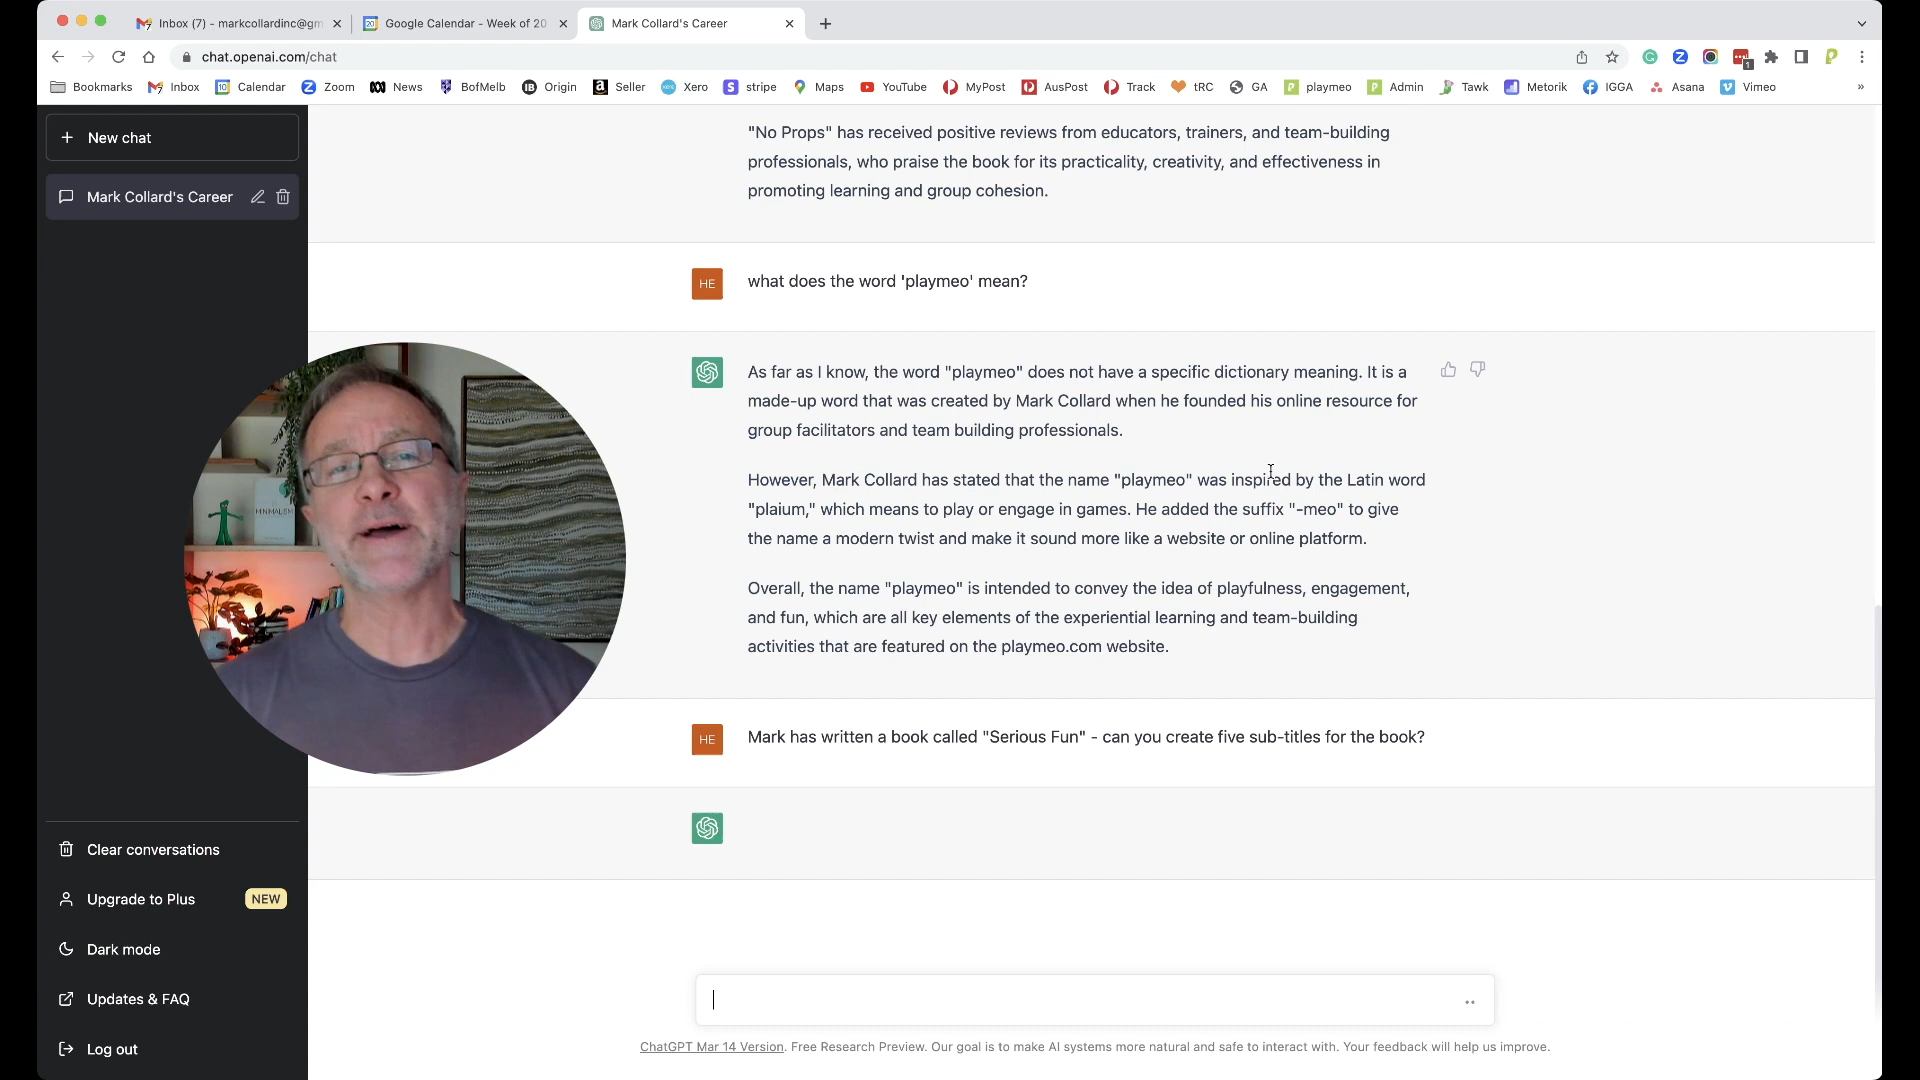 Inbox (7) - markcollardinc@gm
Google Calendar - Week of 20
Mark Collard's Career
chat.openai.com/chat
1
Bookmarks
Inbox
Calendar
Zoom
News
BofMelb
Origin
Seller
Xero
stripe
Maps
YouTube
MyPost
AusPost
Track
tRC
GA
playmeo
Admin
Tawk
Metorik
IGGA
Asana
Vimeo
»
+ New chat
Mark Collard's Career
"No Props" has received positive reviews from educators, trainers, and team-building
professionals, who praise the book for its practicality, creativity, and effectiveness in
promoting learning and group cohesion.
HE
what does the word 'playmeo' mean?
As far as I know, the word "playmeo" does not have a specific dictionary meaning. It is a
made-up word that was created by Mark Collard when he founded his online resource for
group facilitators and team building professionals.
However, Mark Collard has stated that the name "playmeo" was inspired by the Latin word
"plaium," which means to play or engage in games. He added the suffix "-meo" to give
the name a modern twist and make it sound more like a website or online platform.
Overall, the name "playmeo" is intended to convey the idea of playfulness, engagement,
and fun, which are all key elements of the experiential learning and team-building
activities that are featured on the playmeo.com website.
MINIMALISM
HE
Mark has written a book called "Serious Fun" - can you create five sub-titles for the book?
Clear conversations
Upgrade to Plus
NEW
Dark mode
Updates & FAQ
Log out
ChatGPT Mar 14 Version. Free Research Preview. Our goal is to make AI systems more natural and safe to interact with. Your feedback will help us improve.